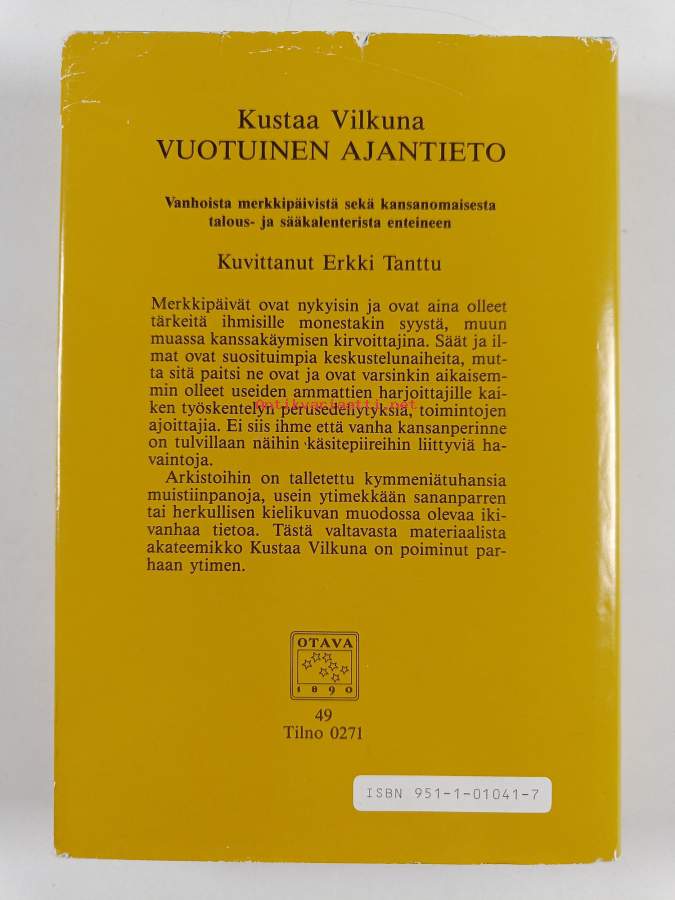 Kustaa Vilkuna
VUOTUINEN AJANTIETO
Vanhoista merkkipäivistä sekä kansanomaisesta
talous- ja sääkalenterista enteineen
Kuvittanut Erkki Tanttu
Merkkipäivät ovat nykyisin ja ovat aina olleet
tärkeitä ihmisille monestakin syystä, muun
muassa kanssakäymisen kirvoittajina. Säät ja il-
mat ovat suosituimpia keskustelunaiheita, mut-
ta sitä paitsi ne ovat ja ovat varsinkin aikaisem-
min olleet useiden ammattien harjoittajille kai-
Antikvariaatti.net
ken työskentelyn perusedellytyksiä, toimintojen
ajoittajia. Ei siis ihme että vanha kansanperinne
on tulvillaan näihin käsitepiireihin liittyviä ha-
vaintoja.
Arkistoihin on talletettu kymmeniätuhansia
muistiinpanoja, usein ytimekkään sananparren
tai herkullisen kielikuvan muodossa olevaa iki-
vanhaa tietoa. Tästä valtavasta materiaalista
akateemikko Kustaa Vilkuna on poiminut par-
haan ytimen.
OTAVA
1890
49
Tilno 0271
ISBN 951-1-01041-7